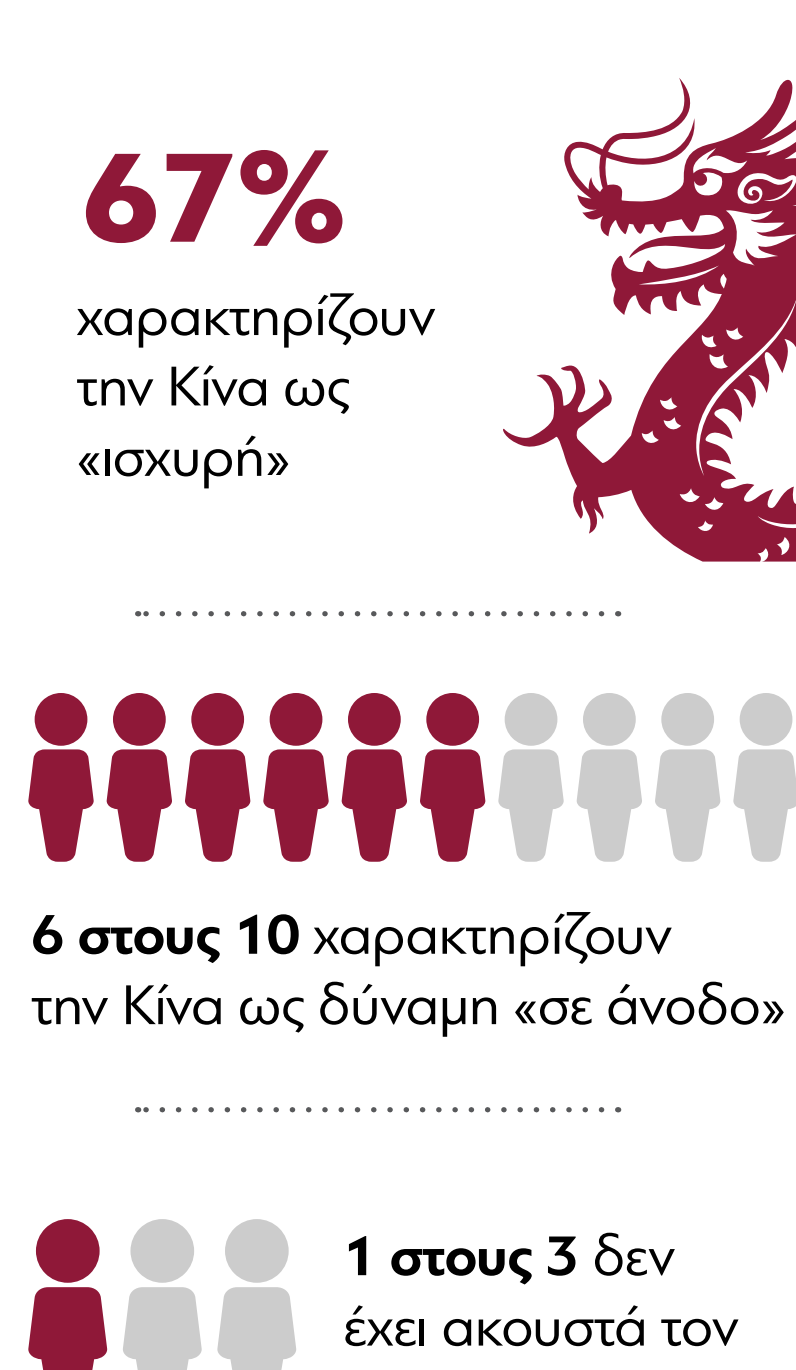 67%
χαρακτηρίζουν
την Κίνα ως
«ισχυρή»
6 στους 10 χαρακτηρίζουν
την Κίνα ως δύναμη «σε άνοδο»
1 στους 3 δεν
έχει ακουστά τον